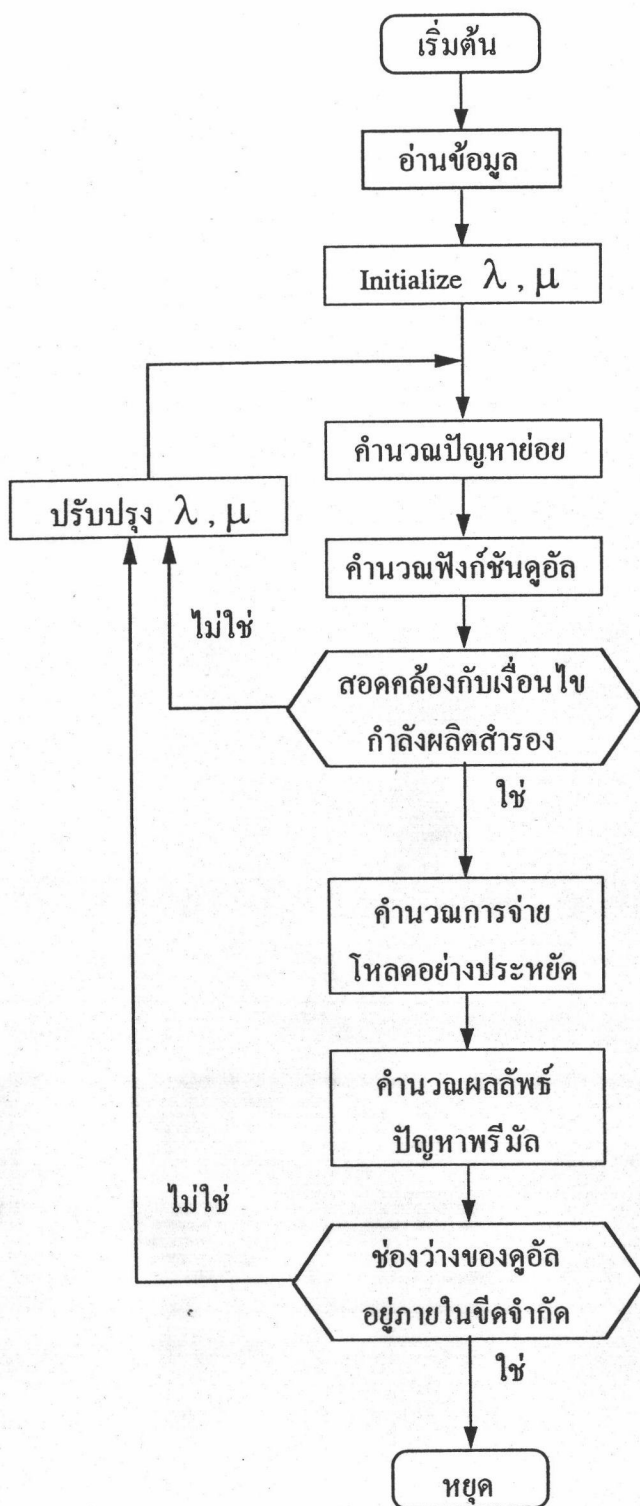 เริ่มต้น
อ่านข้อมูล
Initialize λ , μ
คำนวณปัญหาย่อย
ปรับปรุง λ , μ
คำนวณฟังก์ชันดูอัล
ไม่ใช่
สอดคล้องกับเงื่อนไข
กำลังผลิตสำรอง
ใช่
คำนวณการจ่าย
โหลดอย่างประหยัด
คำนวณผลลัพธ์
ปัญหาพรีมัล
ไม่ใช่
ช่องว่างของดูอัล
อยู่ภายในขีดจำกัด
ใช่
หยุด